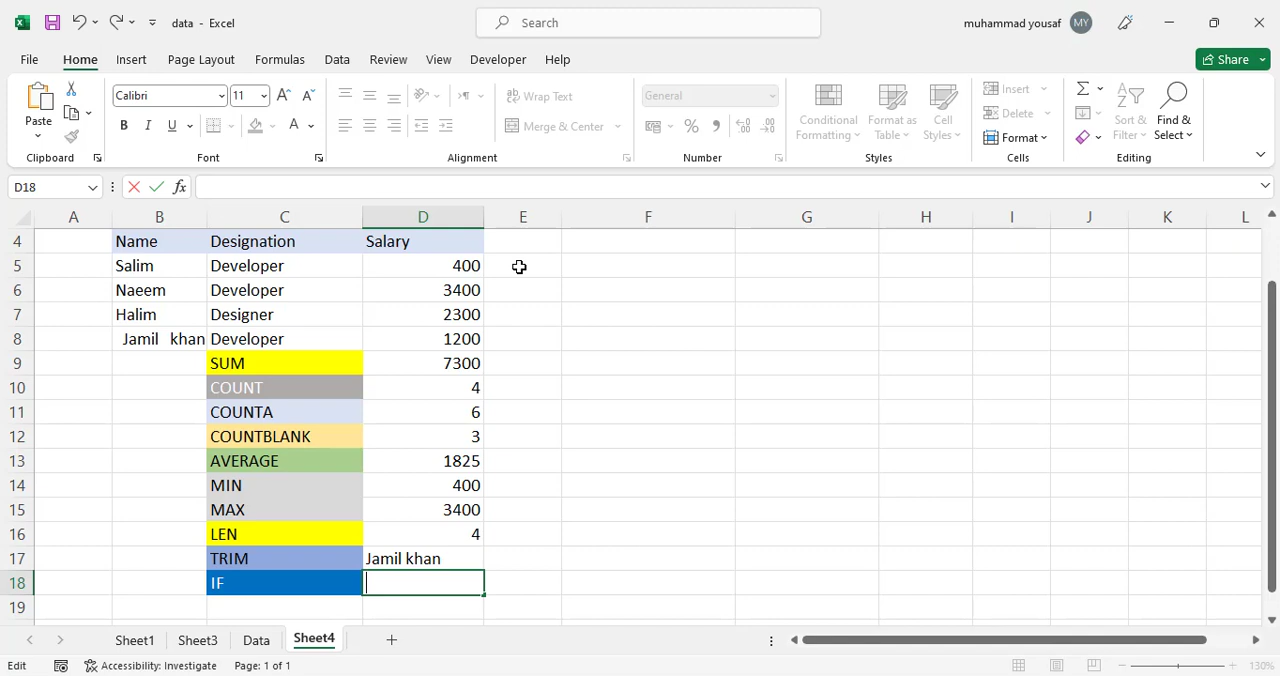 data - Excel
Search
muhammad yousaf MY
File Home Insert Page Layout Formulas Data Review View Developer Help Share
Paste Calibri 11 Wrap Text General Conditional Formatting Format as Table Cell Styles Insert Sort & Filter Find & Select
B I U A Merge & Center Delete
Format
Clipboard Font Alignment Number Styles Cells Editing
D18 fx
A B C D E F G H I J K L
4 Name Designation Salary
5 Salim Developer 400
6 Naeem Developer 3400
7 Halim Designer 2300
8 Jamil khan Developer 1200
9 SUM 7300
10 COUNT 4
11 COUNTA 6
12 COUNTBLANK 3
13 AVERAGE 1825
14 MIN 400
15 MAX 3400
16 LEN 4
17 TRIM Jamil khan
18 IF
19
Sheet1 Sheet3 Data Sheet4
Edit Accessibility: Investigate Page: 1 of 1 130%